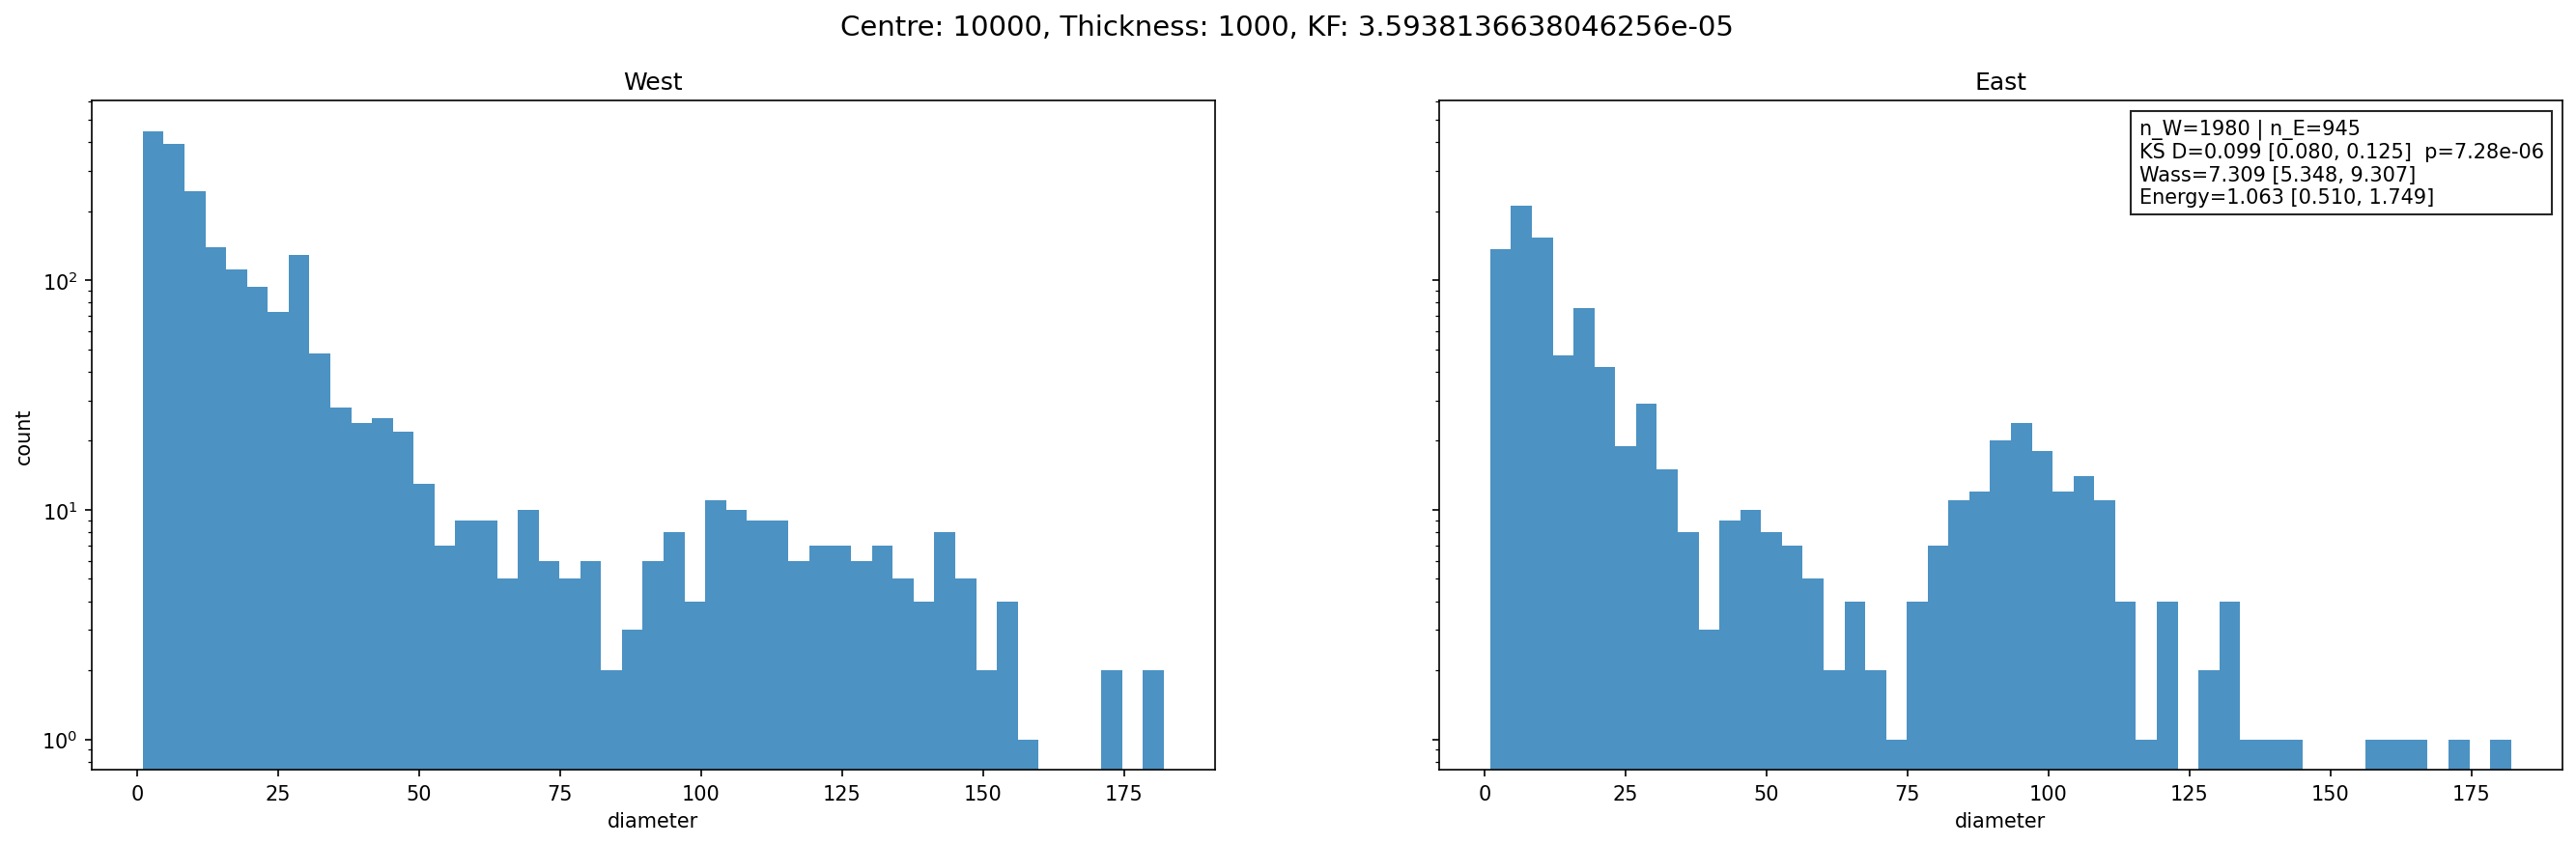 Centre: 10000, Thickness: 1000, KF: 3.5938136638046256e-05
West
count
10²
10¹
10⁰
0 25 50 75 100 125 150 175
diameter
East
n_W=1980 | n_E=945
KS D=0.099 [0.080, 0.125]  p=7.28e-06
Wass=7.309 [5.348, 9.307]
Energy=1.063 [0.510, 1.749]
0 25 50 75 100 125 150 175
diameter